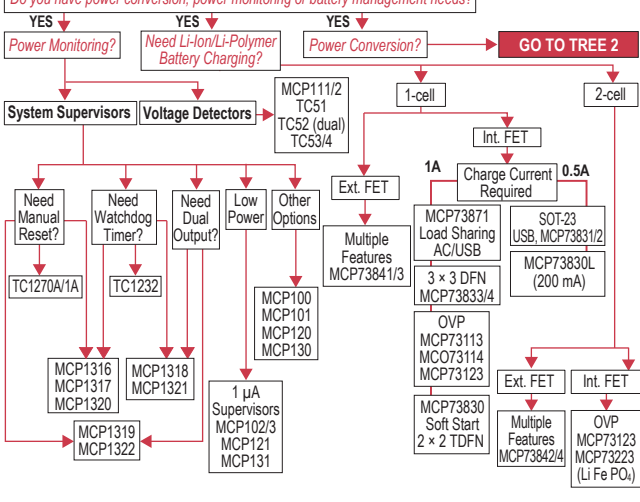 Do you have power conversion, power monitoring or battery management needs?
YES
YES
YES
Power Monitoring?
Need Li-Ion/Li-Polymer
Battery Charging?
Power Conversion?
GO TO TREE 2
System Supervisors
Voltage Detectors
MCP111/2
TC51
TC52 (dual)
TC53/4
1-cell
2-cell
Int. FET
Ext. FET
1A
Charge Current
Required
0.5A
Need
Manual
Reset?
Need
Watchdog
Timer?
Need
Dual
Output?
Low
Power
Other
Options
Multiple
Features
MCP73841/3
MCP73871
Load Sharing
AC/USB
SOT-23
USB, MCP73831/2
MCP73830L
(200 mA)
3 × 3 DFN
MCP73833/4
TC1270A/1A
TC1232
MCP100
MCP101
MCP120
MCP130
OVP
MCP73113
MCO73114
MCP73123
MCP1316
MCP1317
MCP1320
MCP1318
MCP1321
1 µA
Supervisors
MCP102/3
MCP121
MCP131
MCP1319
MCP1322
MCP73830
Soft Start
2 × 2 TDFN
Ext. FET
Int. FET
Multiple
Features
MCP73842/4
OVP
MCP73123
MCP73223
(Li Fe PO₄)